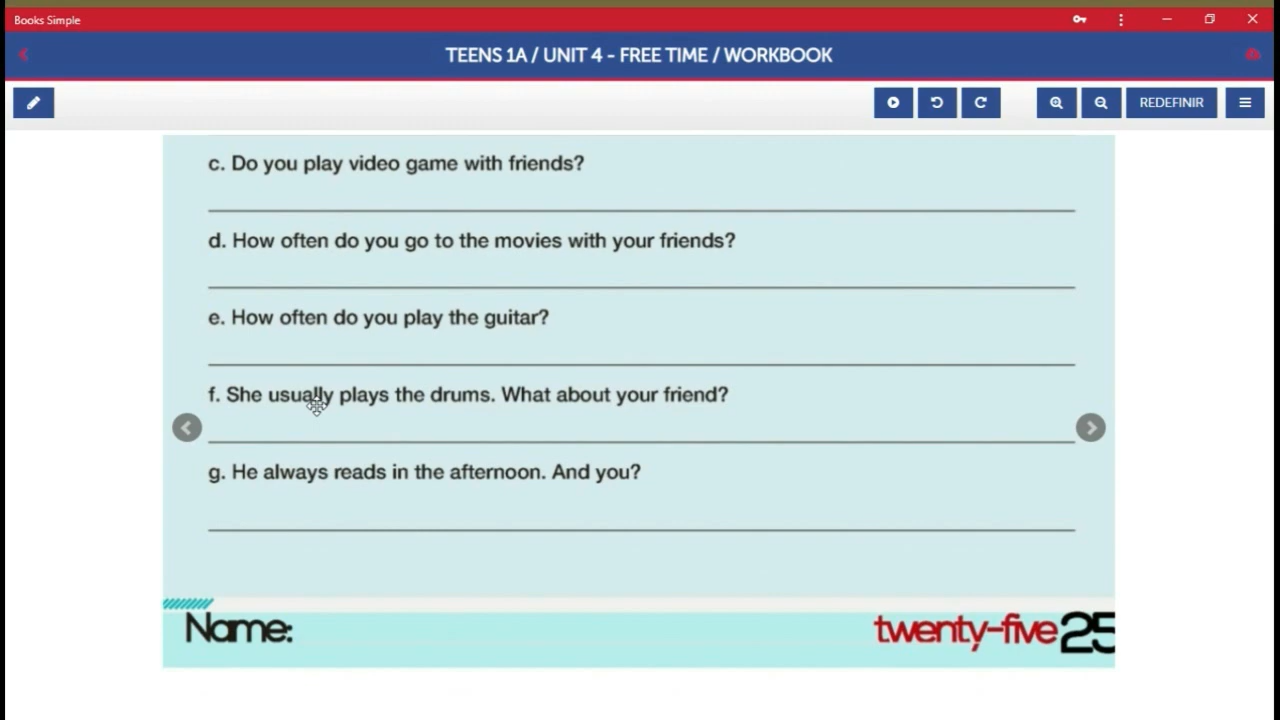 Books Simple
TEENS 1A / UNIT 4 - FREE TIME / WORKBOOK
REDEFINIR
c. Do you play video game with friends?
d. How often do you go to the movies with your friends?
e. How often do you play the guitar?
f. She usually plays the drums. What about your friend?
g. He always reads in the afternoon. And you?
Name: twenty-five 25